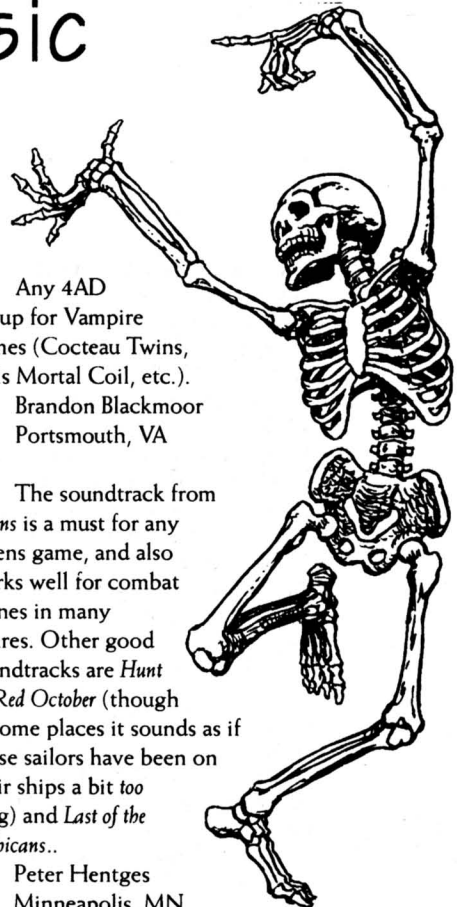 sic
Any 4AD
up for Vampire
nes (Cocteau Twins,
s Mortal Coil, etc.).
Brandon Blackmoor
Portsmouth, VA
The soundtrack from
ns is a must for any
ens game, and also
rks well for combat
nes in many
res. Other good
ndtracks are Hunt
Red October (though
ome places it sounds as if
se sailors have been on
ir ships a bit too
g) and Last of the
icans..
Peter Hentges
Minneapolis, MN